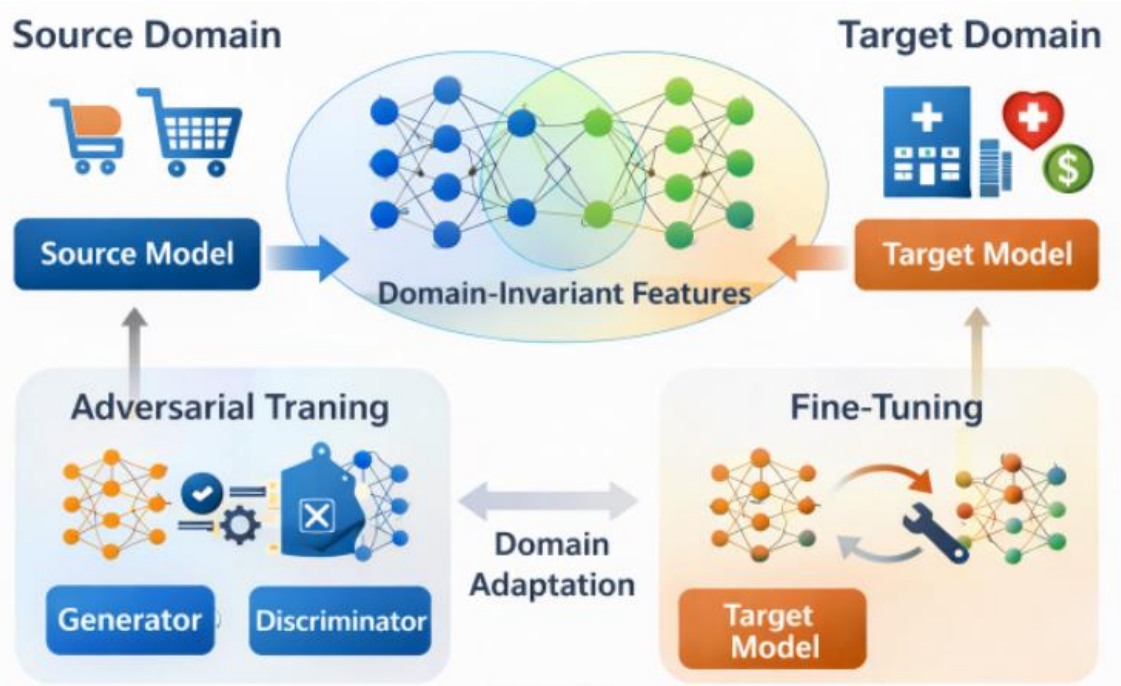 Source Domain
Target Domain
$
Source Model
Target Model
Domain-Invariant Features
Adversarial Traning
Fine-Tuning
Domain
Adaptation
Generator
Discriminator
Target
Model